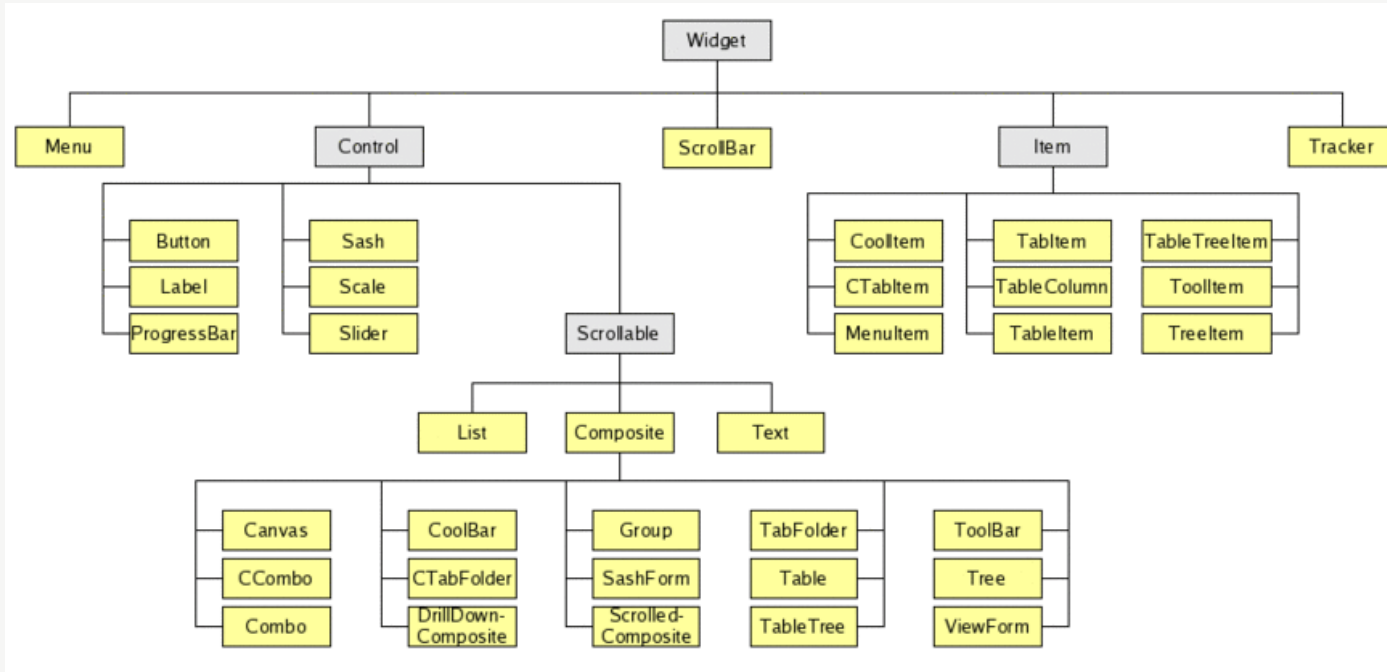 Widget
Menu
Control
ScrollBar
Item
Tracker
Button
Sash
CoolItem
TabItem
TableTreeItem
Label
Scale
CTabItem
TableColumn
ToolItem
ProgressBar
Slider
Scrollable
MenuItem
TableItem
TreeItem
List
Composite
Text
Canvas
CoolBar
Group
TabFolder
ToolBar
CCombo
CTabFolder
SashForm
Table
Tree
Combo
DrillDown-
Composite
Scrolled-
Composite
TableTree
ViewForm